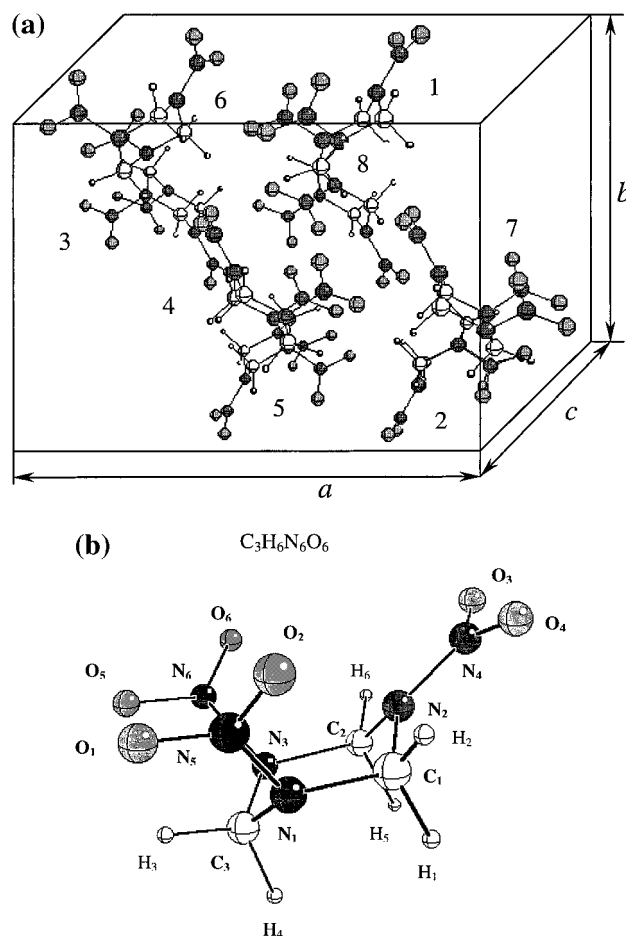 (a)
6
1
8
b
3
7
4
5
2
c
a
(b)
C₃H₆N₆O₆
O₃
O₆
O₂
O₄
O₅
N₆
N₄
H₆
N₂
C₂
H₂
O₁
N₃
N₅
C₁
N₁
H₅
H₃
C₃
H₁
H₄